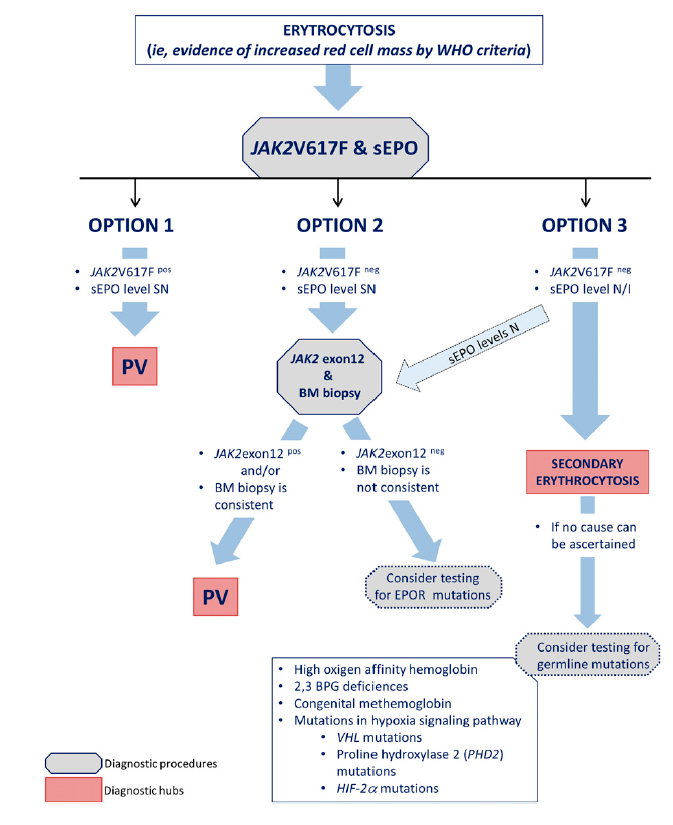 ERYTROCYTOSIS
(ie, evidence of increased red cell mass by WHO criteria)
JAK2V617F & sEPO
OPTION 1
OPTION 2
OPTION 3
• JAK2V617F pos
• sEPO level SN
• JAK2V617F neg
• sEPO level SN
• JAK2V617F neg
• sEPO level N/I
sEPO levels N
PV
JAK2 exon12
&
BM biopsy
• JAK2exon12 pos
and/or
• BM biopsy is
consistent
• JAK2exon12 neg
• BM biopsy is
not consistent
SECONDARY
ERYTHROCYTOSIS
• If no cause can
be ascertained
PV
Consider testing
for EPOR mutations
Consider testing for
germline mutations
• High oxigen affinity hemoglobin
• 2,3 BPG deficiences
• Congenital methemoglobin
• Mutations in hypoxia signaling pathway
• VHL mutations
• Proline hydroxylase 2 (PHD2)
mutations
• HIF-2α mutations
Diagnostic procedures
Diagnostic hubs